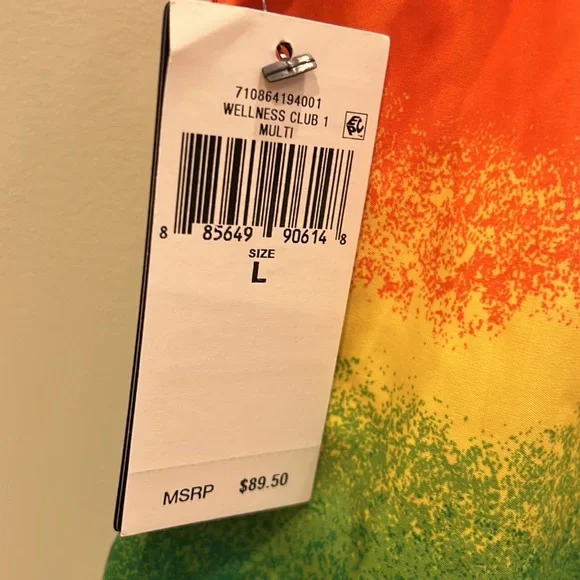 710864194001
WELLNESS CLUB 1
MULTI
8 85649 90614 8
SIZE
L
MSRP $89.50